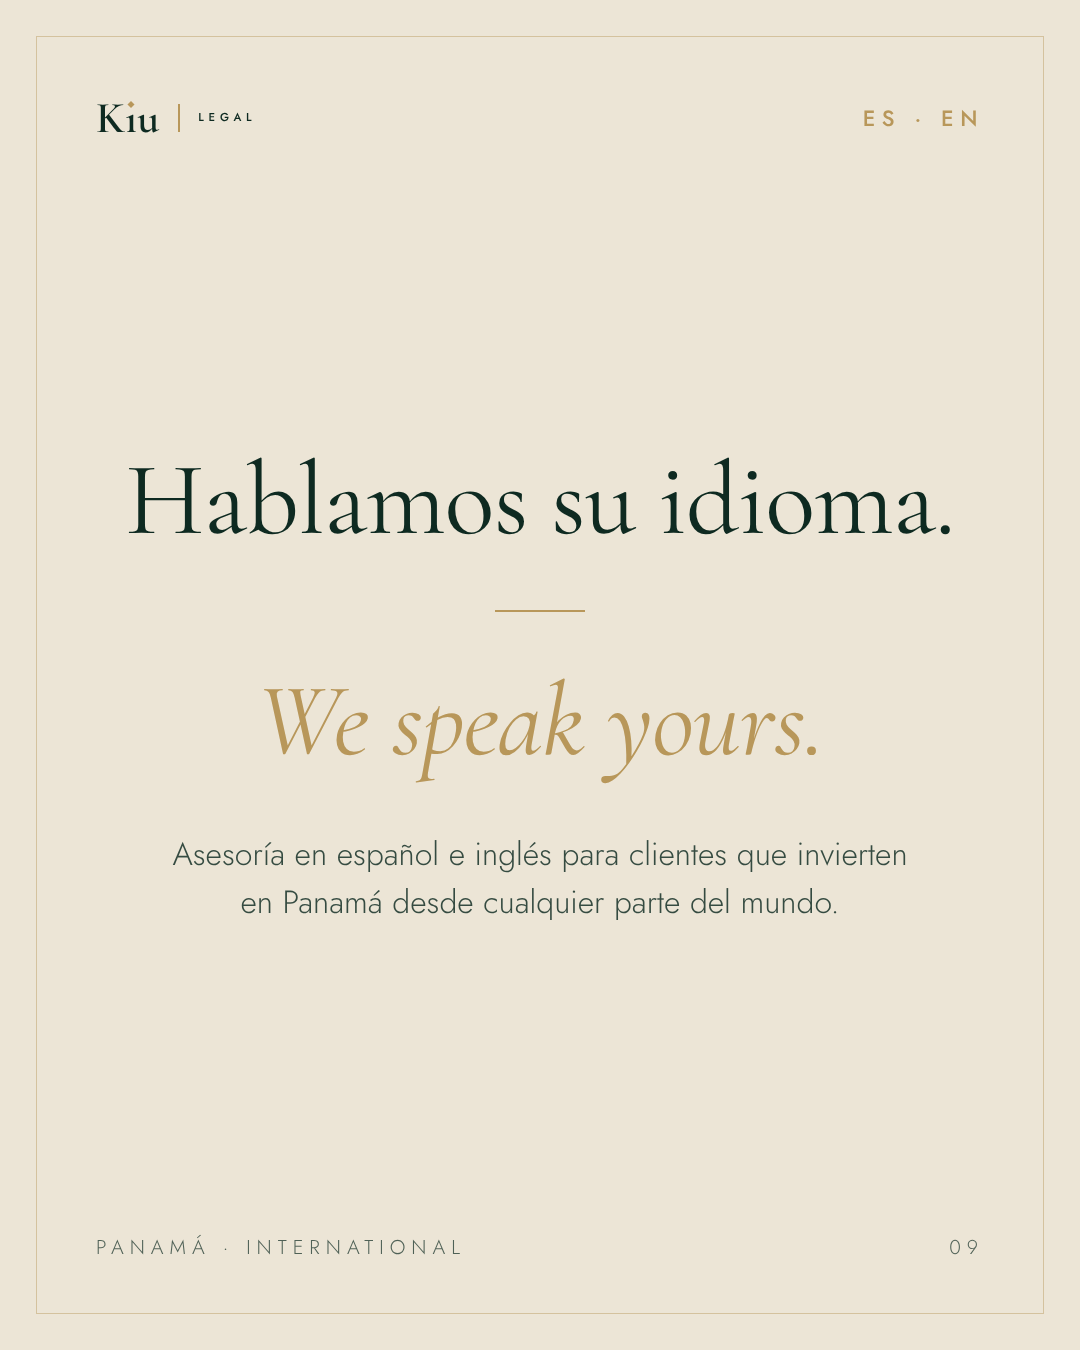 Kiu | LEGAL
ES · EN
Hablamos su idioma.
We speak yours.
Asesoría en español e inglés para clientes que invierten
en Panamá desde cualquier parte del mundo.
PANAMÁ · INTERNATIONAL
09